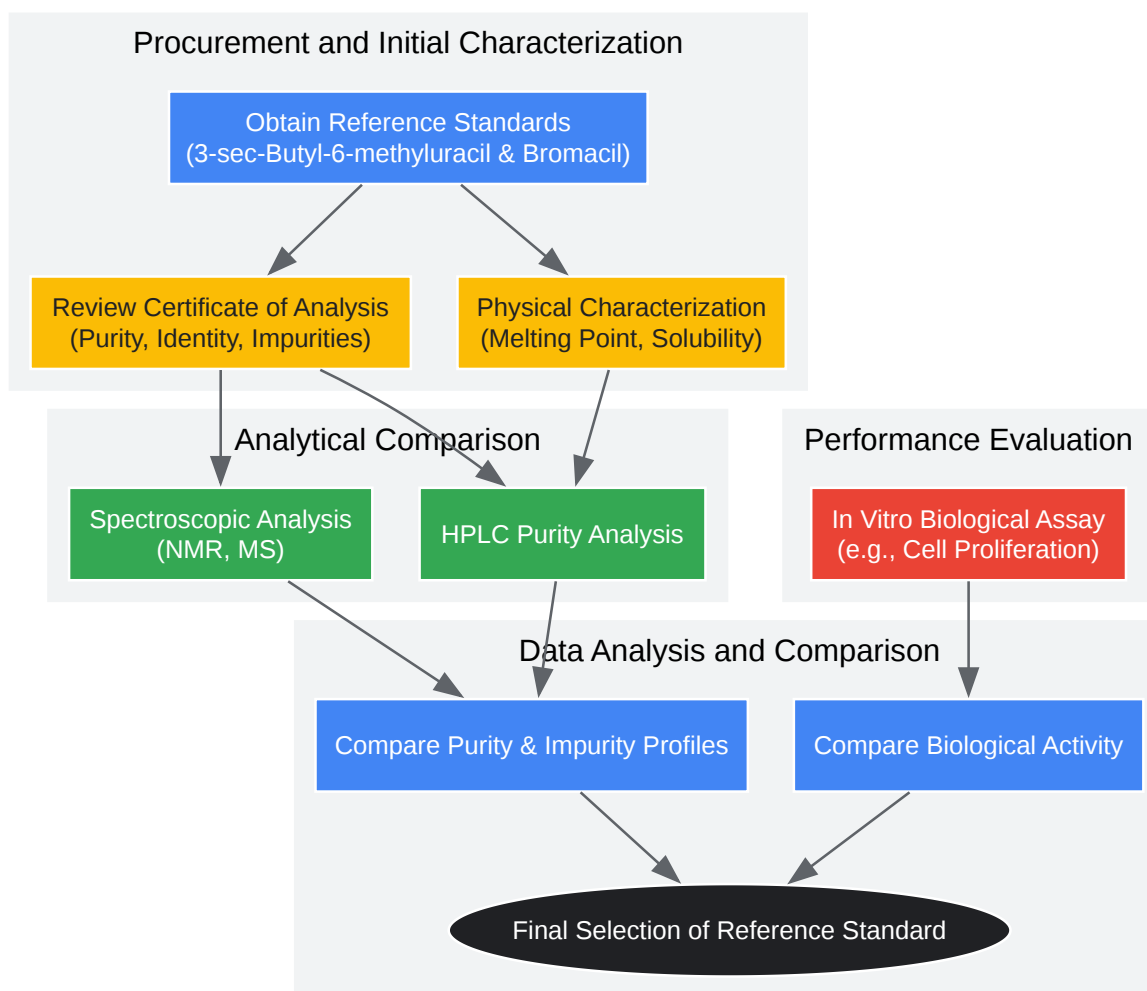 Procurement and Initial Characterization
Obtain Reference Standards
(3-sec-Butyl-6-methyluracil & Bromacil)
Review Certificate of Analysis
(Purity, Identity, Impurities)
Physical Characterization
(Melting Point, Solubility)
Analytical Comparison
Performance Evaluation
Spectroscopic Analysis
(NMR, MS)
HPLC Purity Analysis
In Vitro Biological Assay
(e.g., Cell Proliferation)
Data Analysis and Comparison
Compare Purity & Impurity Profiles
Compare Biological Activity
Final Selection of Reference Standard